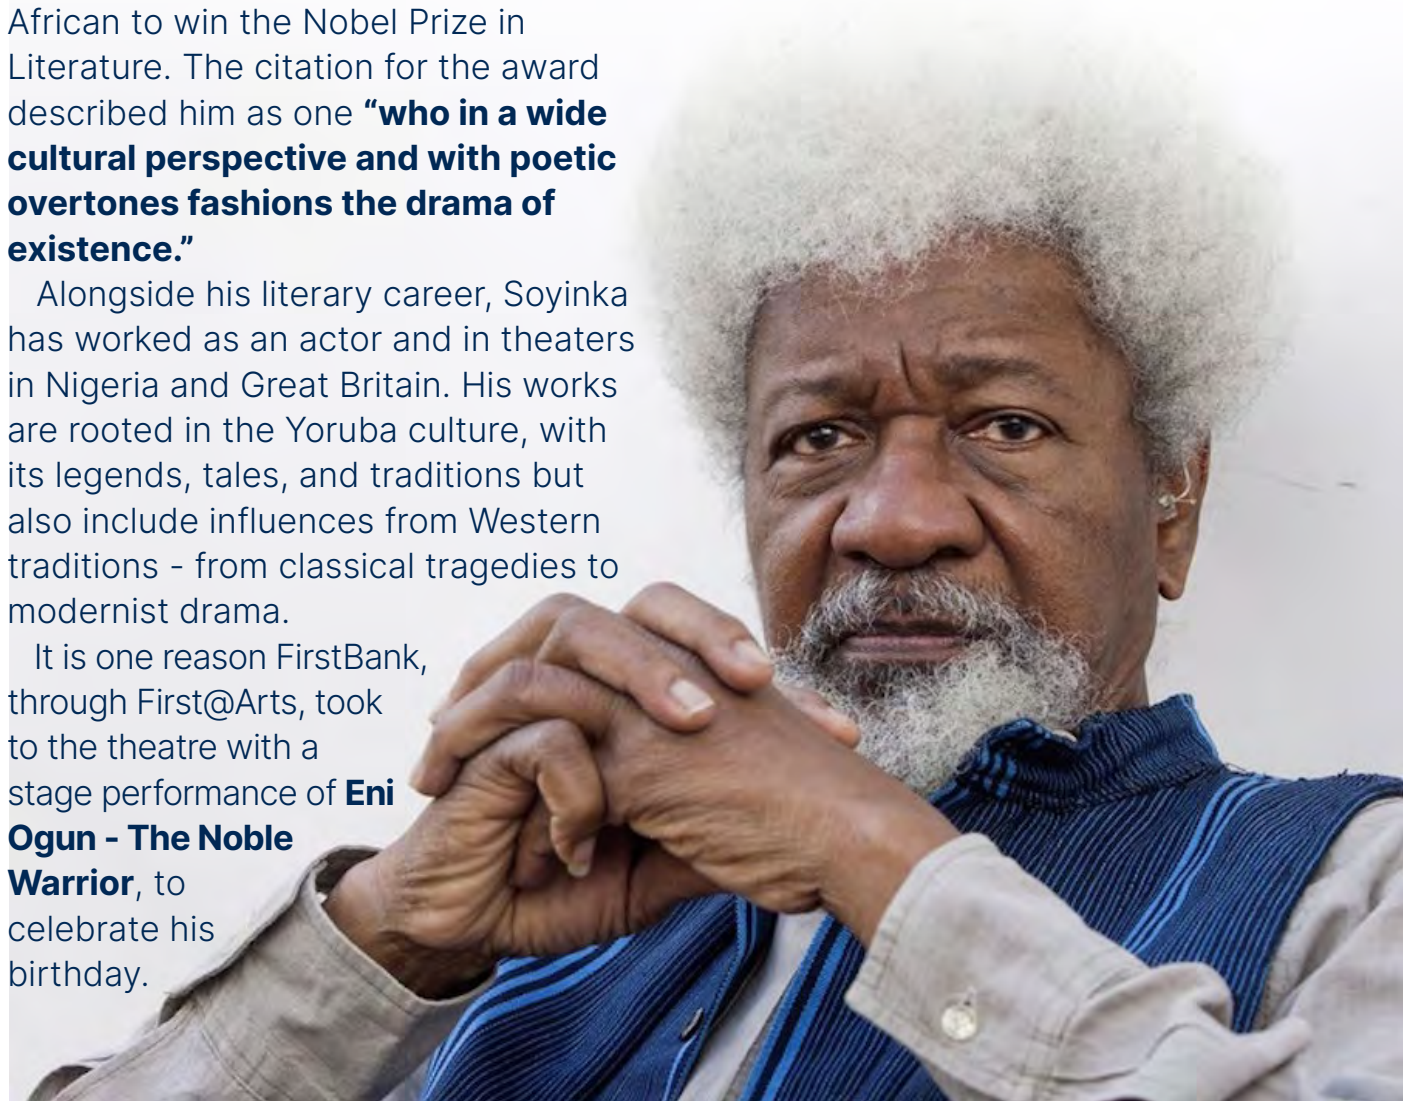 African to win the Nobel Prize in
Literature. The citation for the award
described him as one “who in a wide
cultural perspective and with poetic
overtones fashions the drama of
existence.”
Alongside his literary career, Soyinka
has worked as an actor and in theaters
in Nigeria and Great Britain. His works
are rooted in the Yoruba culture, with
its legends, tales, and traditions but
also include influences from Western
traditions - from classical tragedies to
modernist drama.
It is one reason FirstBank,
through First@Arts, took
to the theatre with a
stage performance of Eni
Ogun - The Noble
Warrior, to
celebrate his
birthday.